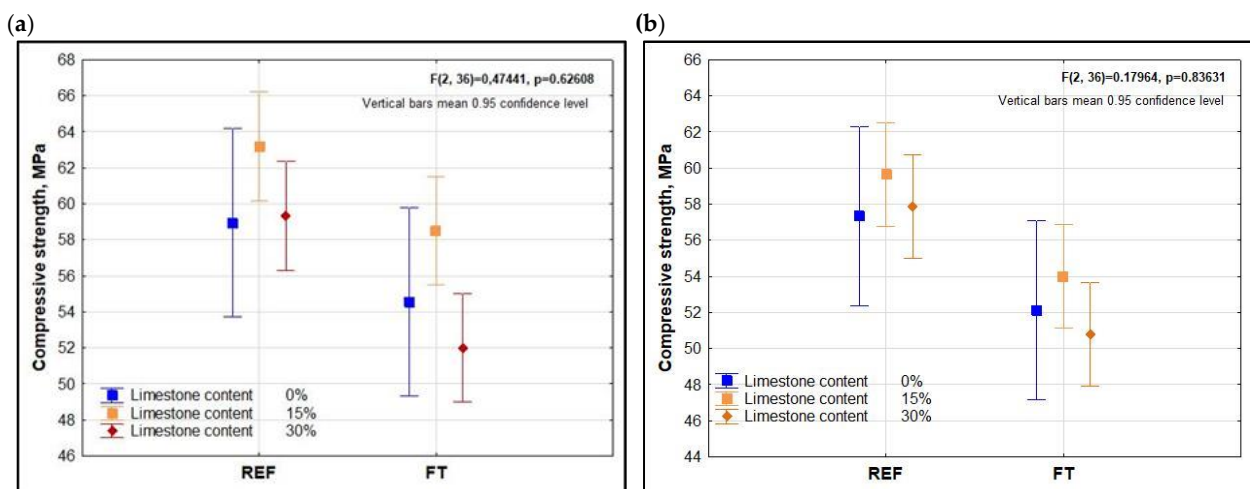 (a)
Compressive strength, MPa
68
66
64
62
60
58
56
54
52
50
48
46
F(2, 36)=0,47441, p=0.62608
Vertical bars mean 0.95 confidence level
Limestone content 0%
Limestone content 15%
Limestone content 30%
REF FT
(b)
Compressive strength, MPa
66
64
62
60
58
56
54
52
50
48
46
44
F(2, 36)=0.17964, p=0.83631
Vertical bars mean 0.95 confidence level
Limestone content 0%
Limestone content 15%
Limestone content 30%
REF FT